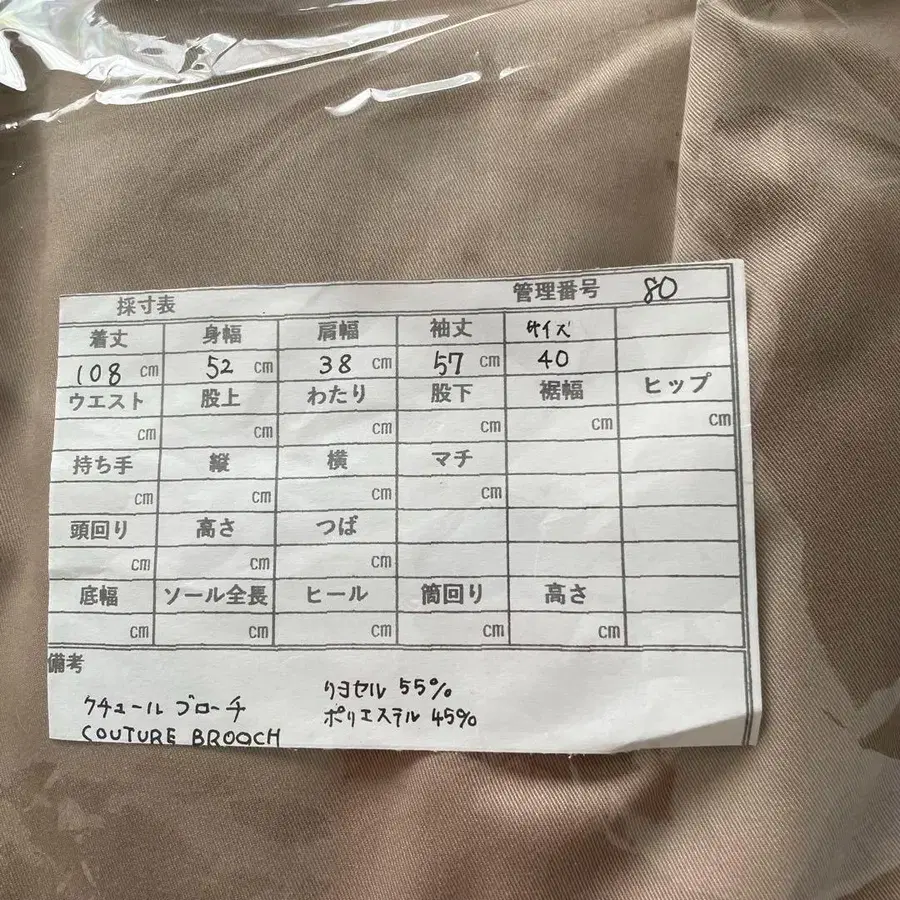 採寸表 管理番号 80
着丈 身幅 肩幅 袖丈 サイズ
108 cm 52 cm 38 cm 57 cm 40
ウエスト 股上 わたり 股下 裾幅 ヒップ
cm cm cm cm cm cm
持ち手 縦 横 マチ
cm cm cm cm
頭回り 高さ つば
cm cm cm
底幅 ソール全長 ヒール 筒回り 高さ
cm cm cm cm cm
備考
クチュール ブローチ リヨセル 55%
COUTURE BROOCH ポリエステル 45%